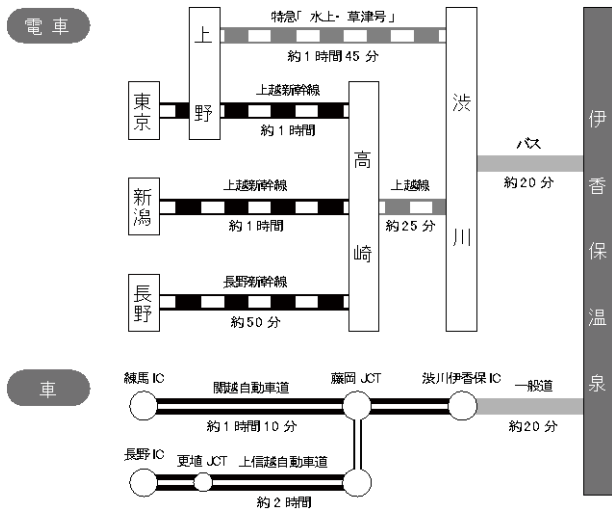 電車
上野
特急「水上・草津号」
約1時間45分
渋川
東京
上越新幹線
約1時間
高崎
新潟
上越新幹線
約1時間
上越線
約25分
長野
長野新幹線
約50分
バス
約20分
伊香保温泉
車
練馬IC
関越自動車道
約1時間10分
藤岡JCT
渋川伊香保IC
一般道
約20分
長野IC
更埴JCT
上信越自動車道
約2時間